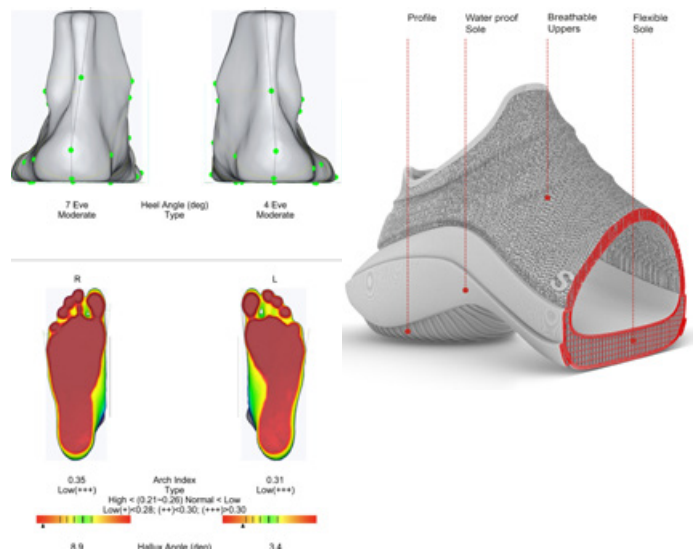 Profile
Water proof
Sole
Breathable
Uppers
Flexible
Sole
7 Eve Heel Angle (deg) 4 Eve
Moderate Type Moderate
R L
0.35 Arch Index 0.31
Low(+++) Type Low(+++)
High < (0.21~0.26) Normal < Low
Low(+)<0.28; (++)<0.30; (+++)>0.30
8.9 Hallux Angle (deg) 3.4
S